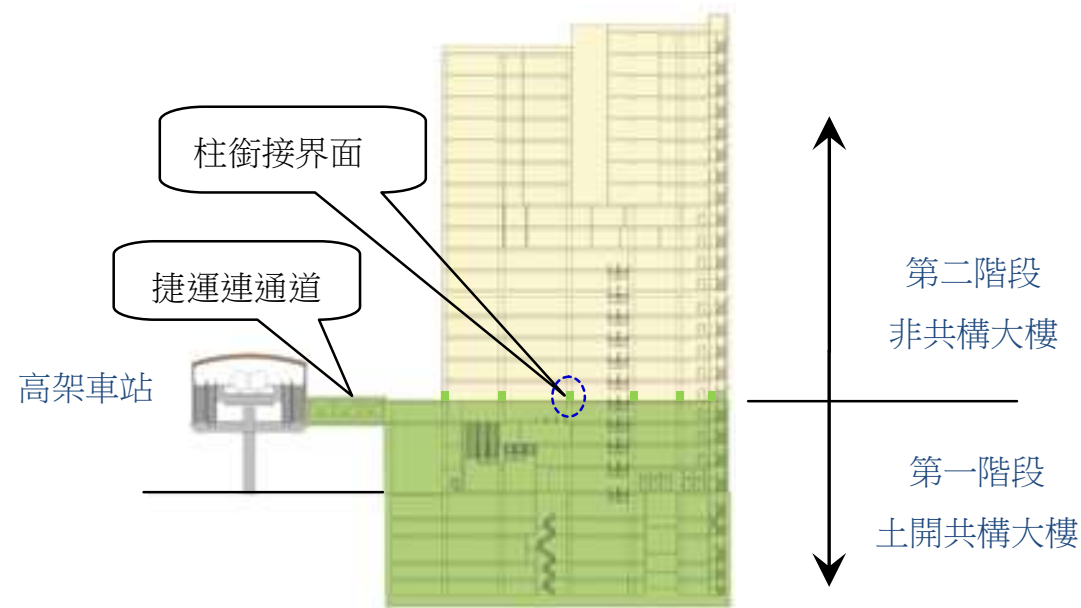 柱銜接界面
捷運連通道
高架車站
第二階段
非共構大樓
第一階段
土開共構大樓